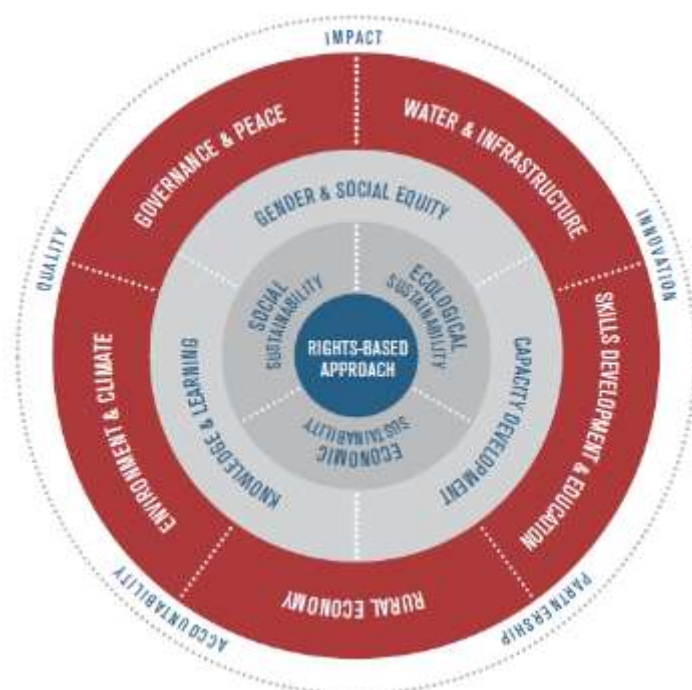 IMPACT
INNOVATION
PARTNERSHIP
ACCOUNTABILITY
QUALITY
GOVERNANCE & PEACE
WATER & INFRASTRUCTURE
SKILLS DEVELOPMENT & EDUCATION
RURAL ECONOMY
ENVIRONMENT & CLIMATE
GENDER & SOCIAL EQUITY
CAPACITY DEVELOPMENT
KNOWLEDGE & LEARNING
SOCIAL
SUSTAINABILITY
ECOLOGICAL
SUSTAINABILITY
ECONOMIC
SUSTAINABILITY
RIGHTS-BASED
APPROACH